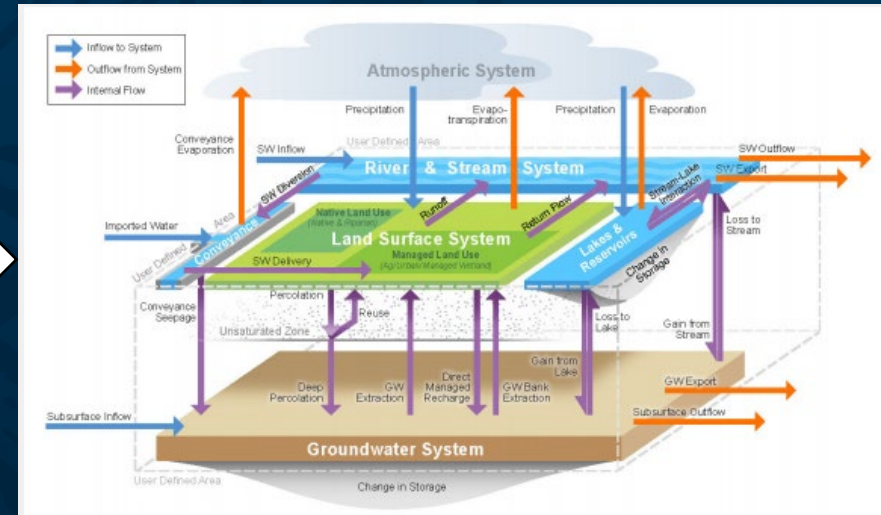 Inflow to System
Outflow from System
Internal Flow
Atmospheric System
Precipitation
Evapo-
transpiration
Precipitation
Evaporation
Conveyance
Evaporation
User Defined Area
SW Inflow
SW Outflow
SW Export
River & Stream System
SW Diversion
Stream-Lake
Interaction
Native Land Use
(Native & Riparian)
Runoff
Return Flow
Loss to
Stream
Imported Water
User Defined Area
Conveyance
Land Surface System
Managed Land Use
(Ag/Urban/Managed Wetland)
Lakes &
Reservoirs
Change in
Storage
SW Delivery
Conveyance
Seepage
Percolation
Reuse
Unsaturated Zone
Loss to
Lake
Gain from
Stream
Deep
Percolation
GW
Extraction
Direct
Managed
Recharge
GW Bank
Extraction
Gain from
Lake
GW Export
Subsurface Inflow
Subsurface Outflow
Groundwater System
User Defined Area
Change in Storage